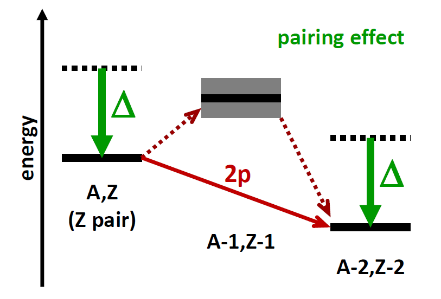 pairing effect
energy
Δ
Δ
2p
A,Z
(Z pair)
A-1,Z-1
A-2,Z-2